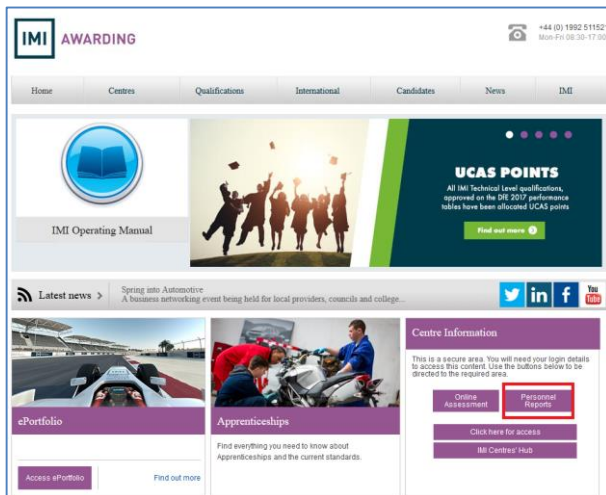 IMI AWARDING
+44 (0) 1992 511521
Mon-Fri 08:30-17:00
Home Centres Qualifications International Candidates News IMI
IMI Operating Manual
UCAS POINTS
All IMI Technical Level qualifications,
approved on the DfE 2017 performance
tables have been allocated UCAS points
Find out more
Latest news
Spring into Automotive
A business networking event being held for local providers, councils and college...
in f You Tube
ePortfolio
Access ePortfolio Find out more
Apprenticeships
Find everything you need to know about
Apprenticeships and the current standards.
Centre Information
This is a secure area. You will need your login details
to access this content. Use the buttons below to be
directed to the required area.
Online Assessment
Personnel Reports
Click here for access
IMI Centres' Hub